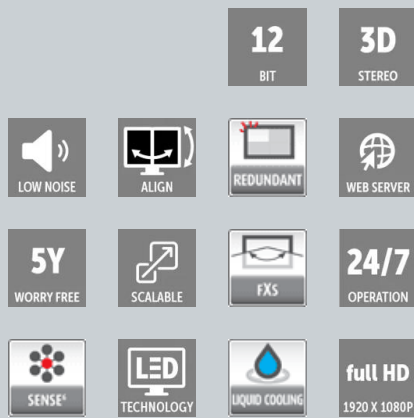 12
BIT
3D
STEREO
LOW NOISE
ALIGN
REDUNDANT
WEB SERVER
5Y
WORRY FREE
SCALABLE
FXS
24/7
OPERATION
SENSE⁶
LED
TECHNOLOGY
LIQUID COOLING
full HD
1920 X 1080P